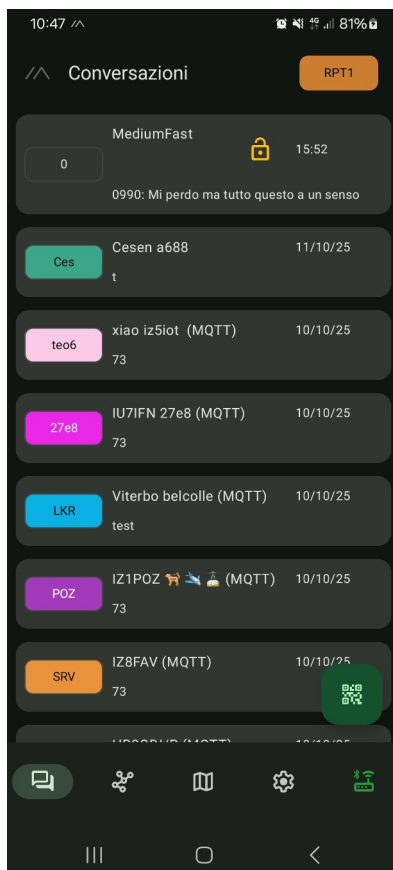 10:47
4G 81%
Conversazioni
RPT1
MediumFast
0
15:52
0990: Mi perdo ma tutto questo a un senso
Ces
Cesen a688
11/10/25
t
teo6
xiao iz5iot (MQTT)
10/10/25
73
27e8
IU7IFN 27e8 (MQTT)
10/10/25
73
LKR
Viterbo belcolle (MQTT)
10/10/25
test
POZ
IZ1POZ 🐕 🛩 🚠 (MQTT)
10/10/25
73
SRV
IZ8FAV (MQTT)
10/10/25
73